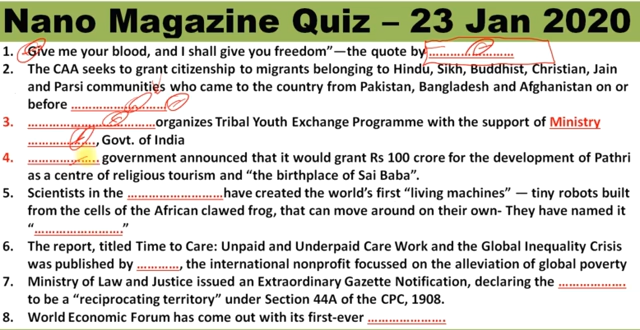 Nano Magazine Quiz – 23 Jan 2020
1. Give me your blood, and I shall give you freedom”—the quote by ……………………
2. The CAA seeks to grant citizenship to migrants belonging to Hindu, Sikh, Buddhist, Christian, Jain
and Parsi communities who came to the country from Pakistan, Bangladesh and Afghanistan on or
before ………………………
3. ………………………organizes Tribal Youth Exchange Programme with the support of Ministry
………………, Govt. of India
4. ……………… government announced that it would grant Rs 100 crore for the development of Pathri
as a centre of religious tourism and “the birthplace of Sai Baba”.
5. Scientists in the ………………………have created the world’s first “living machines” — tiny robots built
from the cells of the African clawed frog, that can move around on their own- They have named it
“……………………”
6. The report, titled Time to Care: Unpaid and Underpaid Care Work and the Global Inequality Crisis
was published by …………, the international nonprofit focussed on the alleviation of global poverty
7. Ministry of Law and Justice issued an Extraordinary Gazette Notification, declaring the …………………
to be a “reciprocating territory” under Section 44A of the CPC, 1908.
8. World Economic Forum has come out with its first-ever ……………………